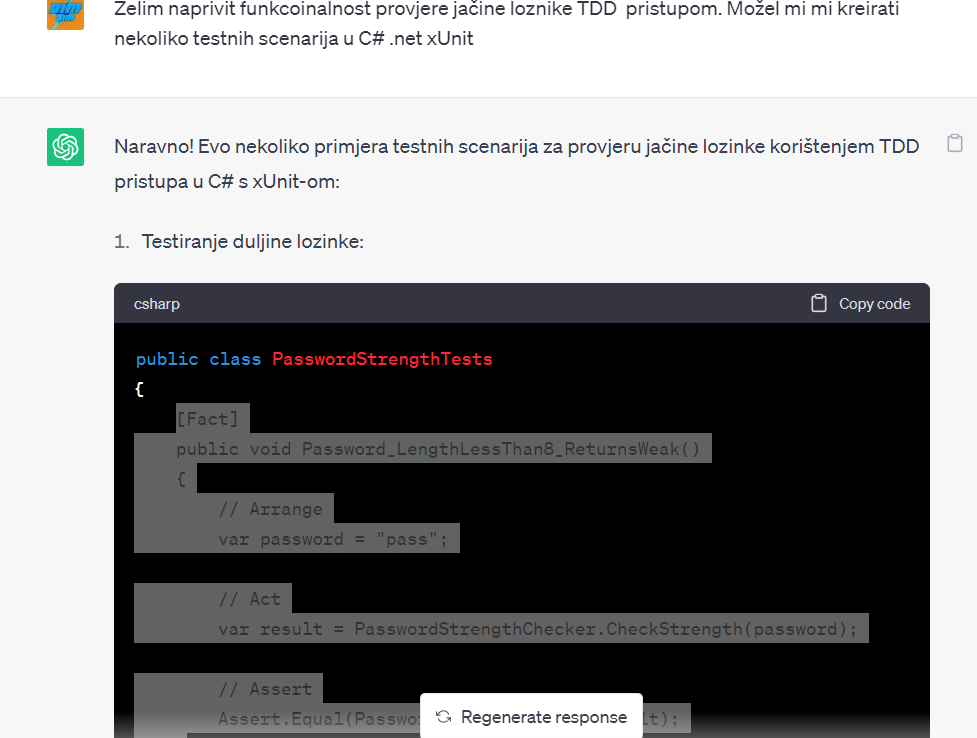 Želim naprivit funkcoinalnost provjere jačine loznike TDD pristupom. Možel mi mi kreirati
nekoliko testnih scenarija u C# .net xUnit
Naravno! Evo nekoliko primjera testnih scenarija za provjeru jačine lozinke korištenjem TDD
pristupa u C# s xUnit-om:
1. Testiranje duljine lozinke:
csharp
Copy code
public class PasswordStrengthTests
{
[Fact]
public void Password_LengthLessThan8_ReturnsWeak()
{
// Arrange
var password = "pass";
// Act
var result = PasswordStrengthChecker.CheckStrength(password);
// Assert
Assert.Equal(Passwo lt);
Regenerate response